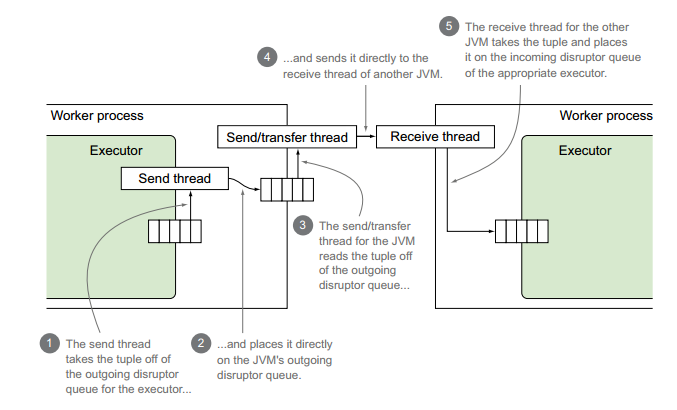 5 The receive thread for the other
JVM takes the tuple and places
it on the incoming disruptor queue
of the appropriate executor.
4 ...and sends it directly to the
receive thread of another JVM.
Worker process
Worker process
Send/transfer thread
Receive thread
Executor
Executor
Send thread
3 The send/transfer
thread for the JVM
reads the tuple off
of the outgoing
disruptor queue...
1 The send thread
takes the tuple off of
the outgoing disruptor
queue for the executor...
2 ...and places it directly
on the JVM's outgoing
disruptor queue.